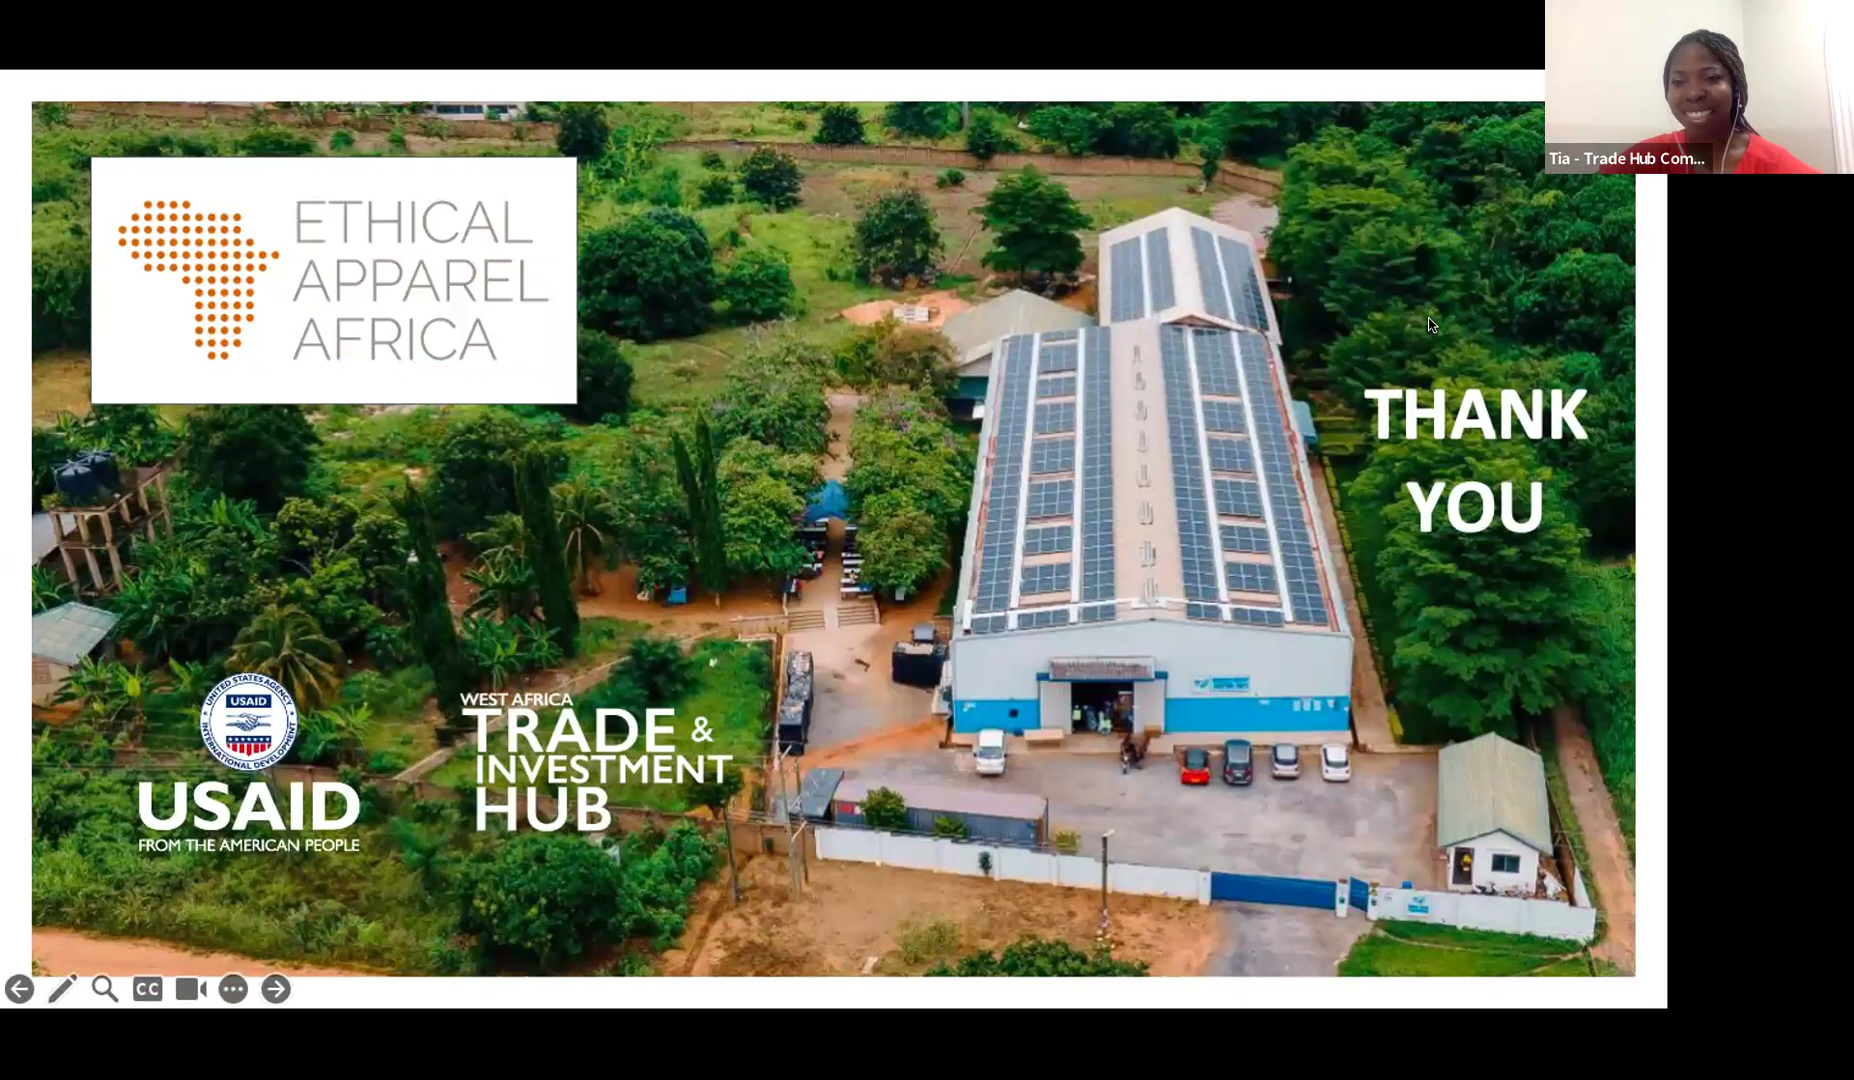 Tia - Trade Hub Com...
ETHICAL
APPAREL
AFRICA
THANK
YOU
UNITED STATES AGENCY
USAID
INTERNATIONAL DEVELOPMENT
USAID
FROM THE AMERICAN PEOPLE
WEST AFRICA
TRADE &
INVESTMENT
HUB
CC